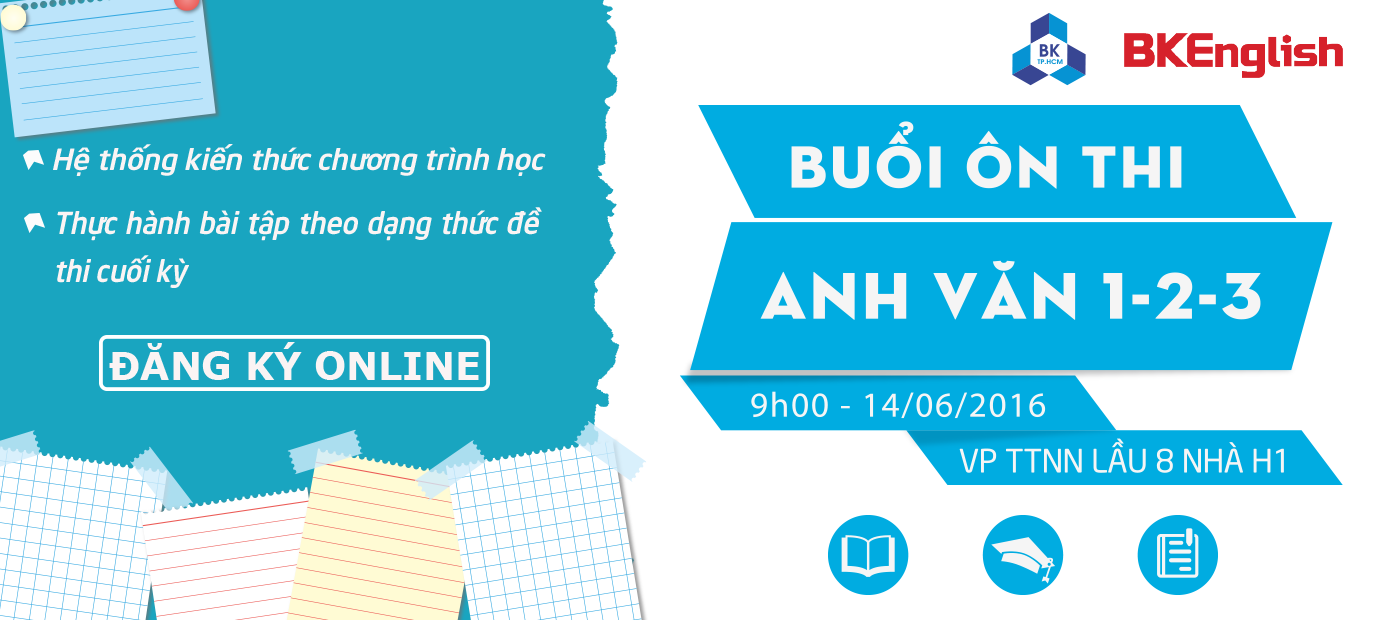 Hệ thống kiến thức chương trình học
Thực hành bài tập theo dạng thức đề
thi cuối kỳ
ĐĂNG KÝ ONLINE
BK
TP.HCM
BKEnglish
BUỔI ÔN THI
ANH VĂN 1-2-3
9h00 - 14/06/2016
VP TTNN LẦU 8 NHÀ H1